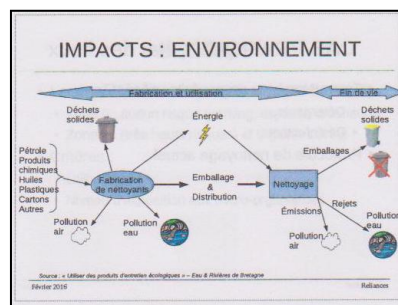 IMPACTS : ENVIRONNEMENT
Fabrication et utilisation
Fin de vie
Déchets
solides
Énergie
Déchets
solides
Emballages
Pétrole
Produits
chimiques
Huiles
Plastiques
Cartons
Autres
Fabrication
de nettoyants
Emballage
&
Distribution
Nettoyage
Émissions
Rejets
Pollution
air
Pollution
eau
Pollution
air
Pollution
eau
Source : « Utiliser des produits d'entretien écologiques » – Eau & Rivières de Bretagne
Février 2016
Reliances